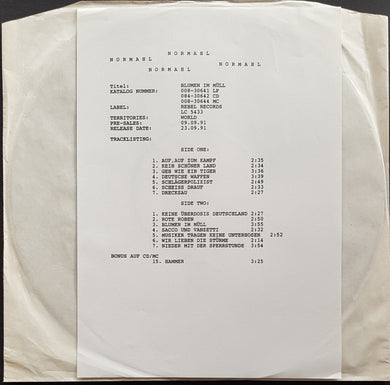 NORMAHL
NORMAHL
NORMAHL
NORMAHL
Titel: BLUMEN IM MÜLL
KATALOG NUMMER: 008-30641 LP
084-30642 CD
008-30644 MC
LABEL: REBEL RECORDS
LC 5433
TERRITORIES: WORLD
PRE-SALES: 09.09.91
RELEASE DATE: 23.09.91
TRACKLISTING:
SIDE ONE:
1. AUF,AUF ZUM KAMPF 2:35
2. KEIN SCHÖNER LAND 2:34
3. GEH WIE EIN TIGER 3:36
4. DEUTSCHE WAFFEN 3:39
5. SCHLÄGERPOLIZIST 2:49
6. SCHEISS DRAUF 2:33
7. DRECKSAU 2:27
SIDE TWO:
1. KEINE ÜBERDOSIS DEUTSCHLAND 2:27
2. ROTE ROBEN 2:50
3. BLUMEN IM MÜLL 3:55
4. SACCO UND VANZETTI 2:32
5. MUSIKER TRAGEN KEINE UNTERHOSEN 2:52
6. WIR LIEBEN DIE STÜRME 2:14
7. NIEDER MIT DER SPERRSTUNDE 3:54
BONUS AUF CD/MC
15. HAMMER 3:25